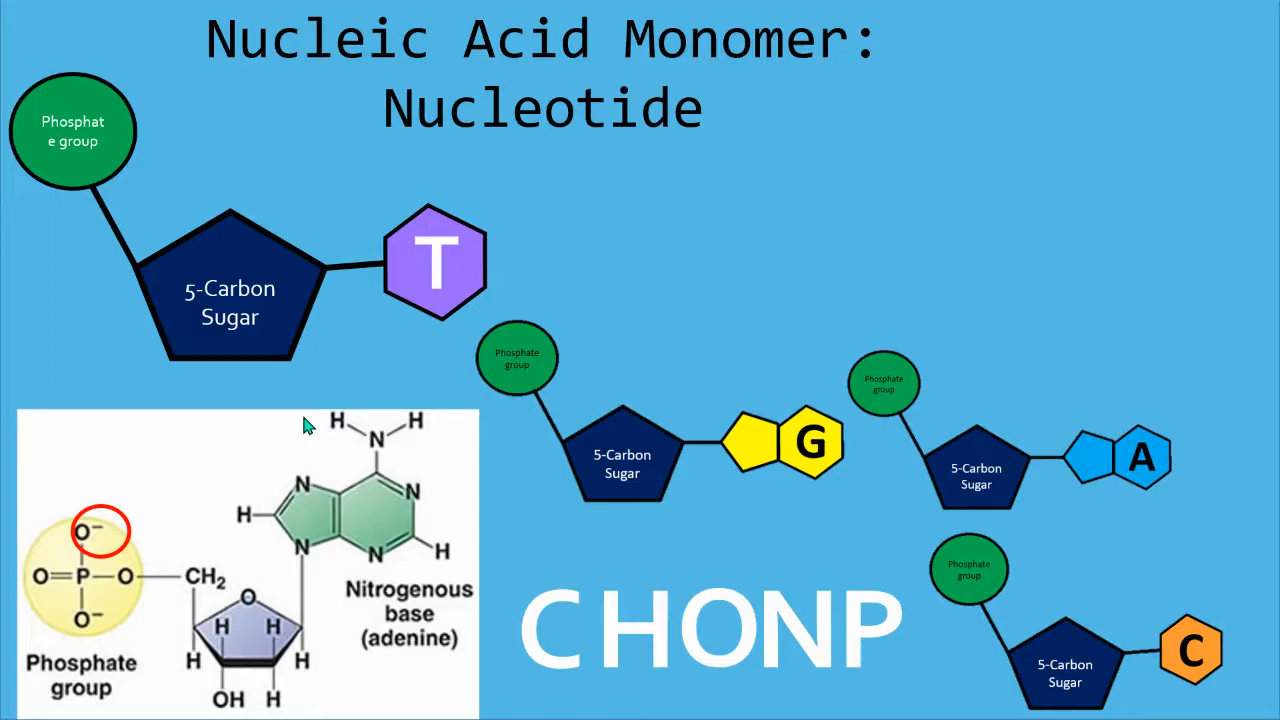 Nucleic Acid Monomer:
Nucleotide
Phosphat
e group
5-Carbon
Sugar
T
Phosphate
group
5-Carbon
Sugar
G
Phosphate
group
5-Carbon
Sugar
A
Phosphate
group
5-Carbon
Sugar
C
CHONP
H H
N
N N
H
N N H
O⁻
O=P–O
CH₂
O⁻
O
H H
H H
OH H
Nitrogenous
base
(adenine)
Phosphate
group